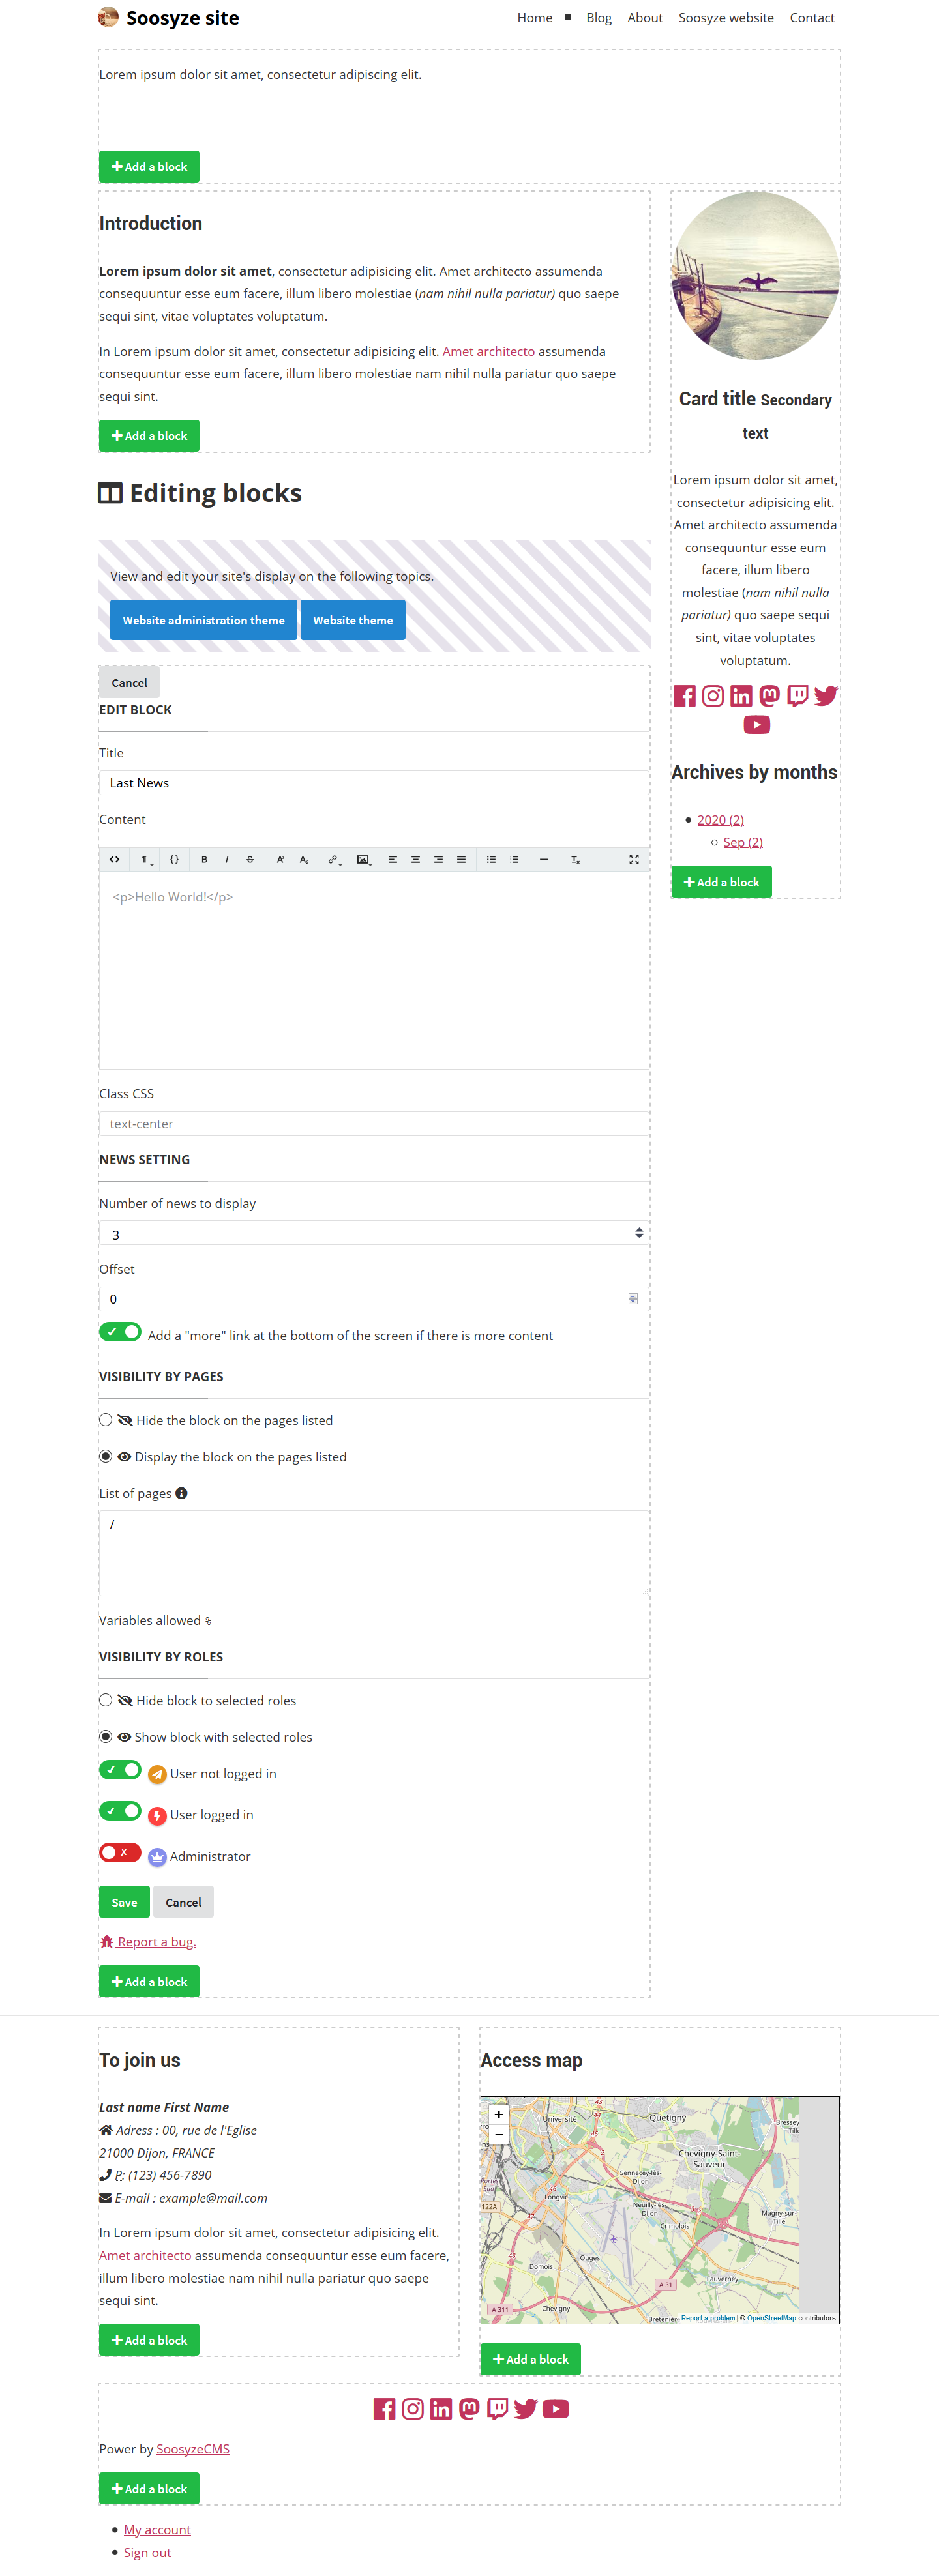 Soosyze site
Home
Blog
About
Soosyze website
Contact
Lorem ipsum dolor sit amet, consectetur adipiscing elit.
Add a block
Introduction
Lorem ipsum dolor sit amet, consectetur adipisicing elit. Amet architecto assumenda
consequuntur esse eum facere, illum libero molestiae (nam nihil nulla pariatur) quo saepe
sequi sint, vitae voluptates voluptatum.
In Lorem ipsum dolor sit amet, consectetur adipisicing elit. Amet architecto assumenda
consequuntur esse eum facere, illum libero molestiae nam nihil nulla pariatur quo saepe
sequi sint.
Add a block
Editing blocks
View and edit your site's display on the following topics.
Website administration theme
Website theme
Cancel
EDIT BLOCK
Title
Last News
Content
<p>Hello World!</p>
Class CSS
text-center
NEWS SETTING
Number of news to display
3
Offset
0
Add a "more" link at the bottom of the screen if there is more content
VISIBILITY BY PAGES
Hide the block on the pages listed
Display the block on the pages listed
List of pages
/
Variables allowed %
VISIBILITY BY ROLES
Hide block to selected roles
Show block with selected roles
User not logged in
User logged in
Administrator
Save
Cancel
Report a bug.
Add a block
Card title Secondary
text
Lorem ipsum dolor sit amet,
consectetur adipisicing elit.
Amet architecto assumenda
consequuntur esse eum
facere, illum libero
molestiae (nam nihil nulla
pariatur) quo saepe sequi
sint, vitae voluptates
voluptatum.
Archives by months
2020 (2)
Sep (2)
Add a block
To join us
Last name First Name
Adress : 00, rue de l'Eglise
21000 Dijon, FRANCE
P: (123) 456-7890
E-mail : example@mail.com
In Lorem ipsum dolor sit amet, consectetur adipisicing elit.
Amet architecto assumenda consequuntur esse eum facere,
illum libero molestiae nam nihil nulla pariatur quo saepe
sequi sint.
Add a block
Access map
+
−
Université
Quetigny
Bressey
Tille
Chevigny-Saint-
Sauveur
Sennecey-lès-
Dijon
Longvic
122A
Neuilly-lès-
Dijon
Crimolois
Magny-sur-
Tille
Ouges
Domois
Fauverney
A 31
A 311
Chevigny
Bretenièr
Report a problem | © OpenStreetMap contributors
Add a block
Power by SoosyzeCMS
Add a block
My account
Sign out